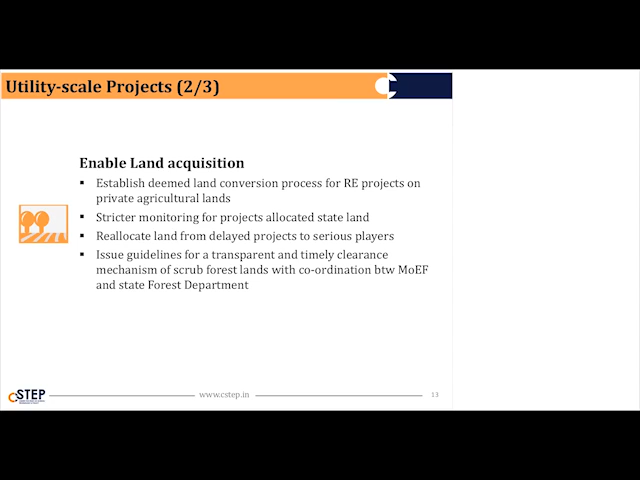 Utility-scale Projects (2/3)
Enable Land acquisition
▪ Establish deemed land conversion process for RE projects on
private agricultural lands
▪ Stricter monitoring for projects allocated state land
▪ Reallocate land from delayed projects to serious players
▪ Issue guidelines for a transparent and timely clearance
mechanism of scrub forest lands with co-ordination btw MoEF
and state Forest Department
CSTEP
www.cstep.in
13